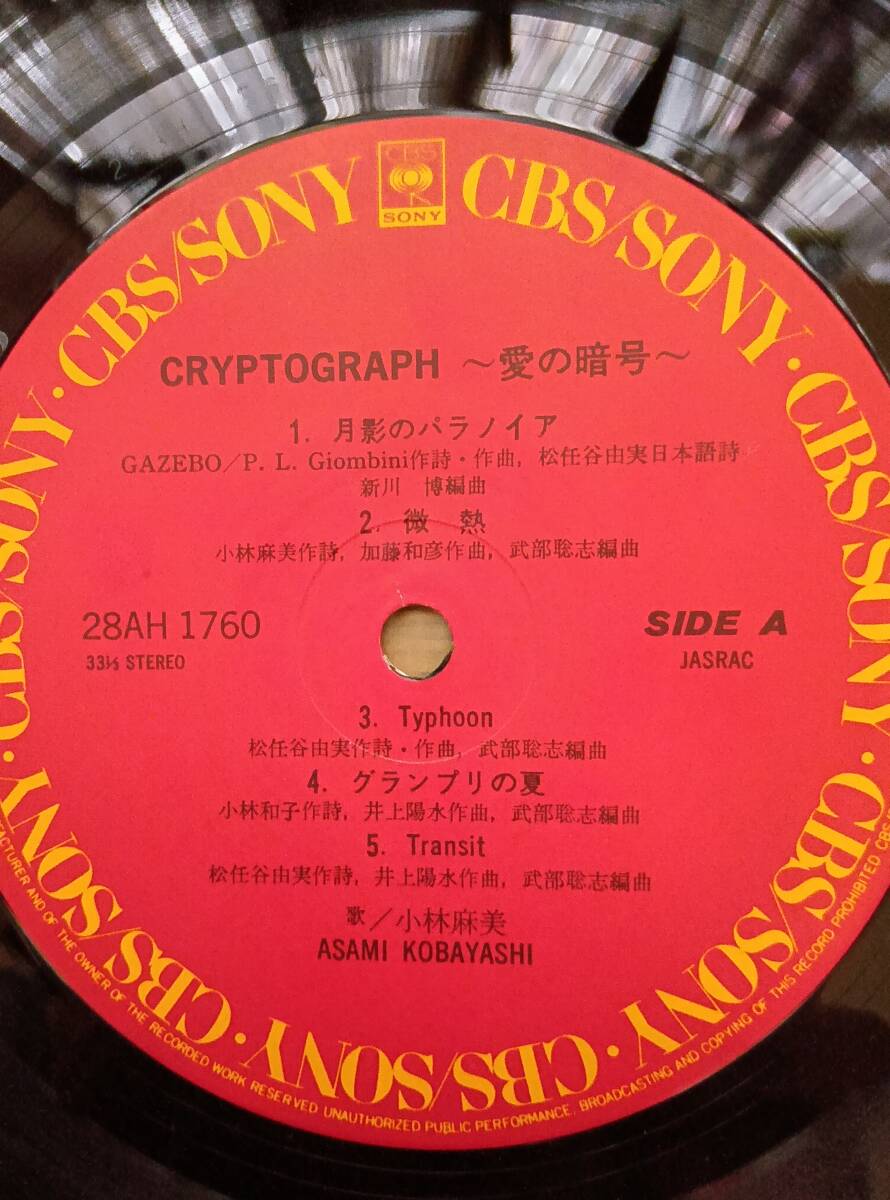 CBS
SONY
CBS/SONY · CBS/SONY · CBS/SONY · CBS/SONY · CBS/SONY · CBS/SONY · CBS/SONY · CBS/SONY
CRYPTOGRAPH 〜愛の暗号〜
1. 月影のパラノイア
GAZEBO/P. L. Giombini作詩・作曲, 松任谷由実日本語詩
新川 博編曲
2. 微 熱
小林麻美作詩, 加藤和彦作曲, 武部聡志編曲
28AH 1760
SIDE A
33⅓ STEREO
JASRAC
3. Typhoon
松任谷由実作詩・作曲, 武部聡志編曲
4. グランプリの夏
小林和子作詩, 井上陽水作曲, 武部聡志編曲
5. Transit
松任谷由実作詩, 井上陽水作曲, 武部聡志編曲
歌/小林麻美
ASAMI KOBAYASHI
AND OF THE OWNER OF THE RECORDED WORK RESERVED UNAUTHORIZED PUBLIC PERFORMANCE. BROADCASTING AND COPYING OF THIS RECORD PROHIBITED